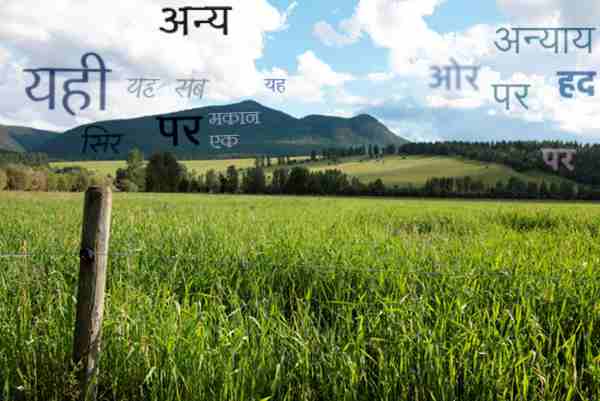 अन्य
अन्याय
यही यह सब यह ओर पर हद
सिर पर मकान
एक
पर